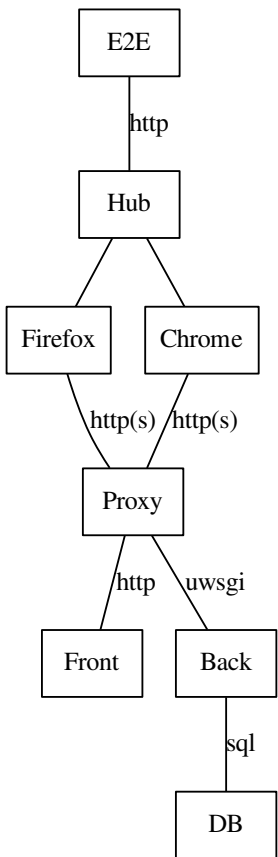 E2E
http
Hub
Firefox
Chrome
http(s)
http(s)
Proxy
http
uwsgi
Front
Back
sql
DB